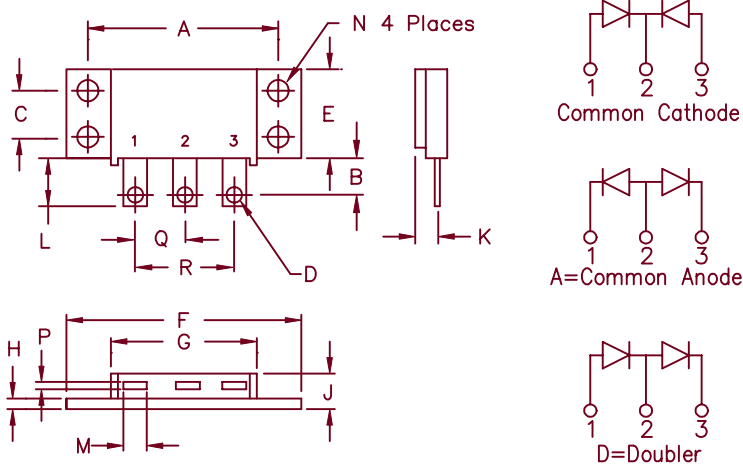 A
N 4 Places
C
E
1 2 3
B
L
Q
K
R
D
1 2 3
Common Cathode
1 2 3
A=Common Anode
F
P
G
H
J
M
1 2 3
D=Doubler